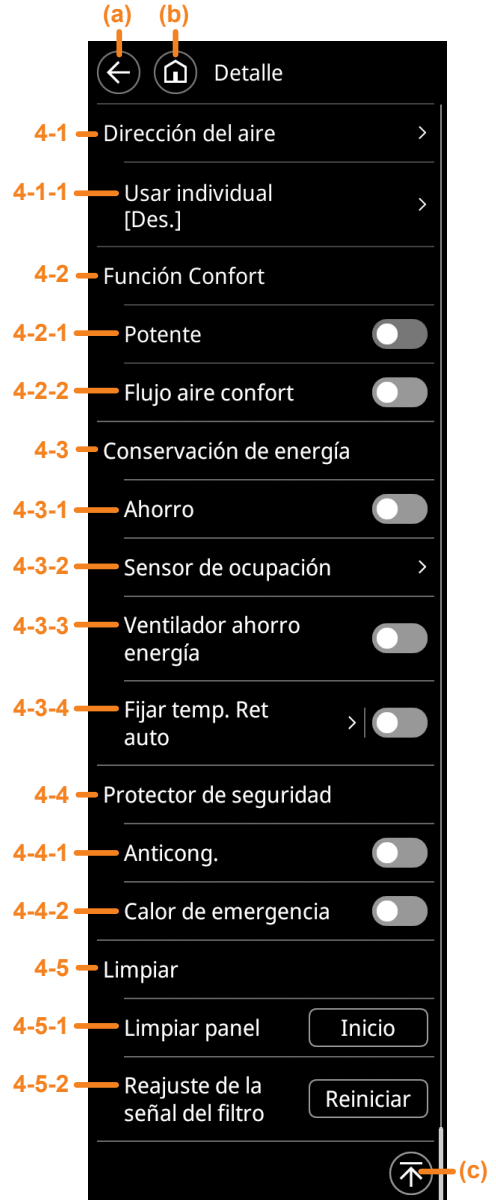 (a) (b)
Detalle
4-1 Dirección del aire
4-1-1 Usar individual
[Des.]
4-2 Función Confort
4-2-1 Potente
4-2-2 Flujo aire confort
4-3 Conservación de energía
4-3-1 Ahorro
4-3-2 Sensor de ocupación
4-3-3 Ventilador ahorro
energía
4-3-4 Fijar temp. Ret
auto
4-4 Protector de seguridad
4-4-1 Anticong.
4-4-2 Calor de emergencia
4-5 Limpiar
4-5-1 Limpiar panel Inicio
4-5-2 Reajuste de la
señal del filtro Reiniciar
(c)